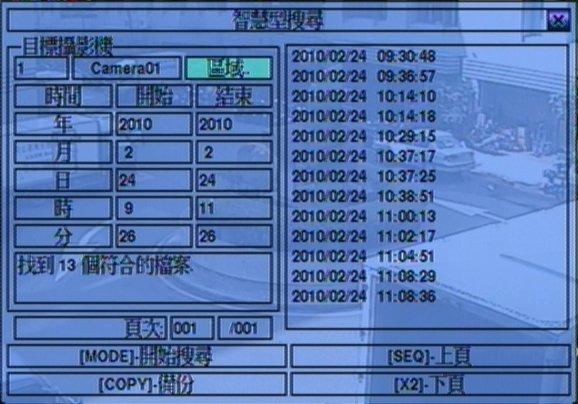 智慧型搜尋
目標攝影機
1 Camera01 區域..
時間 開始 結束
年 2010 2010
月 2 2
日 24 24
時 9 11
分 26 26
找到 13 個符合的檔案.
頁次: 001 /001
2010/02/24 09:30:48
2010/02/24 09:36:57
2010/02/24 10:14:10
2010/02/24 10:14:18
2010/02/24 10:29:15
2010/02/24 10:37:17
2010/02/24 10:37:25
2010/02/24 10:38:51
2010/02/24 11:00:13
2010/02/24 11:02:17
2010/02/24 11:04:51
2010/02/24 11:08:29
2010/02/24 11:08:36
[MODE]-開始搜尋
[SEQ]-上頁
[COPY]-備份
[X2]-下頁